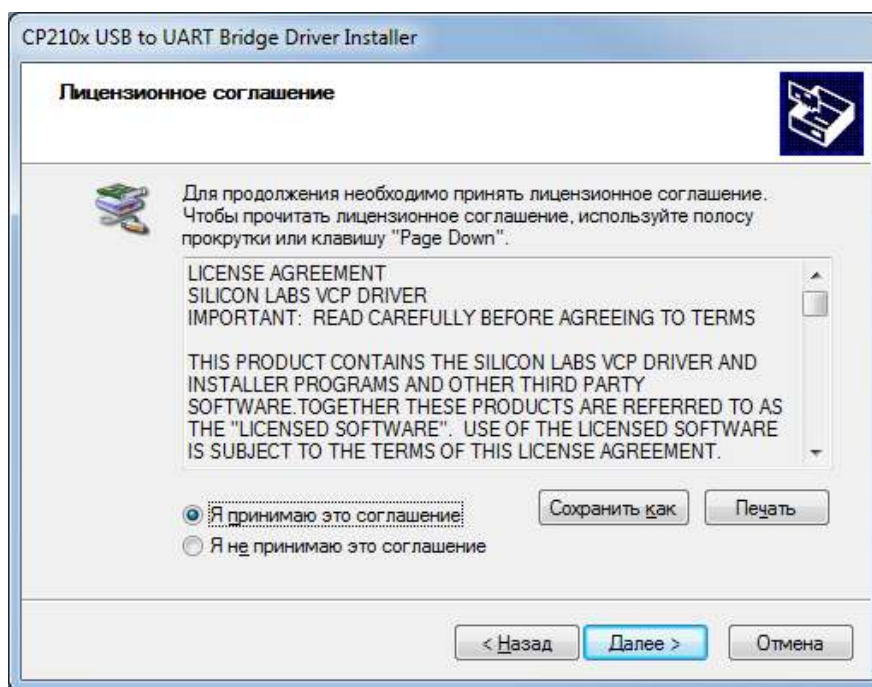 CP210x USB to UART Bridge Driver Installer
Лицензионное соглашение
Для продолжения необходимо принять лицензионное соглашение.
Чтобы прочитать лицензионное соглашение, используйте полосу
прокрутки или клавишу "Page Down".
LICENSE AGREEMENT
SILICON LABS VCP DRIVER
IMPORTANT:  READ CAREFULLY BEFORE AGREEING TO TERMS
THIS PRODUCT CONTAINS THE SILICON LABS VCP DRIVER AND
INSTALLER PROGRAMS AND OTHER THIRD PARTY
SOFTWARE.TOGETHER THESE PRODUCTS ARE REFERRED TO AS
THE "LICENSED SOFTWARE".  USE OF THE LICENSED SOFTWARE
IS SUBJECT TO THE TERMS OF THIS LICENSE AGREEMENT.
Я принимаю это соглашение
Сохранить как
Печать
Я не принимаю это соглашение
< Назад
Далее >
Отмена